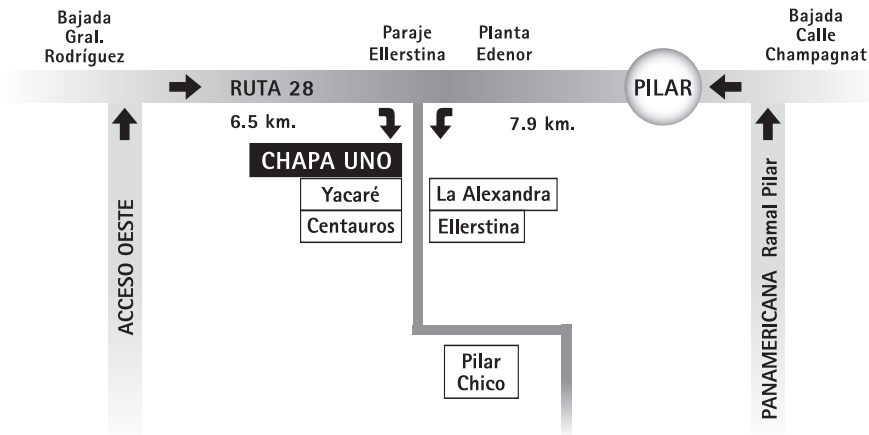 Bajada
Gral.
Rodríguez
Paraje
Ellerstina
Planta
Edenor
Bajada
Calle
Champagnat
RUTA 28
PILAR
6.5 km.
7.9 km.
CHAPA UNO
Yacaré
La Alexandra
Centauros
Ellerstina
ACCESO OESTE
PANAMERICANA Ramal Pilar
Pilar
Chico